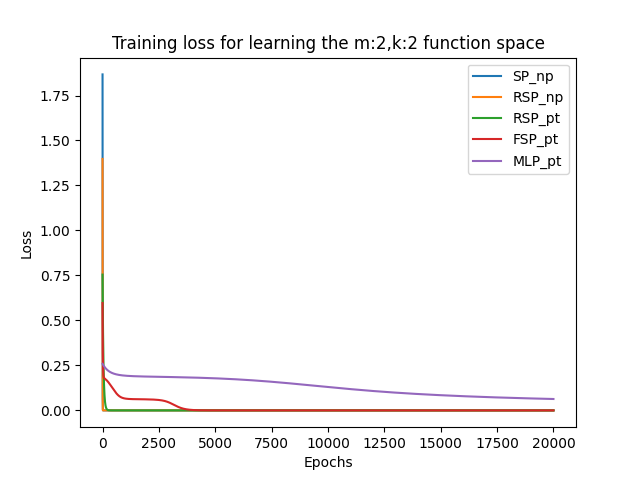 Training loss for learning the m:2,k:2 function space
SP_np
RSP_np
RSP_pt
FSP_pt
MLP_pt
Loss
1.75
1.50
1.25
1.00
0.75
0.50
0.25
0.00
0 2500 5000 7500 10000 12500 15000 17500 20000
Epochs